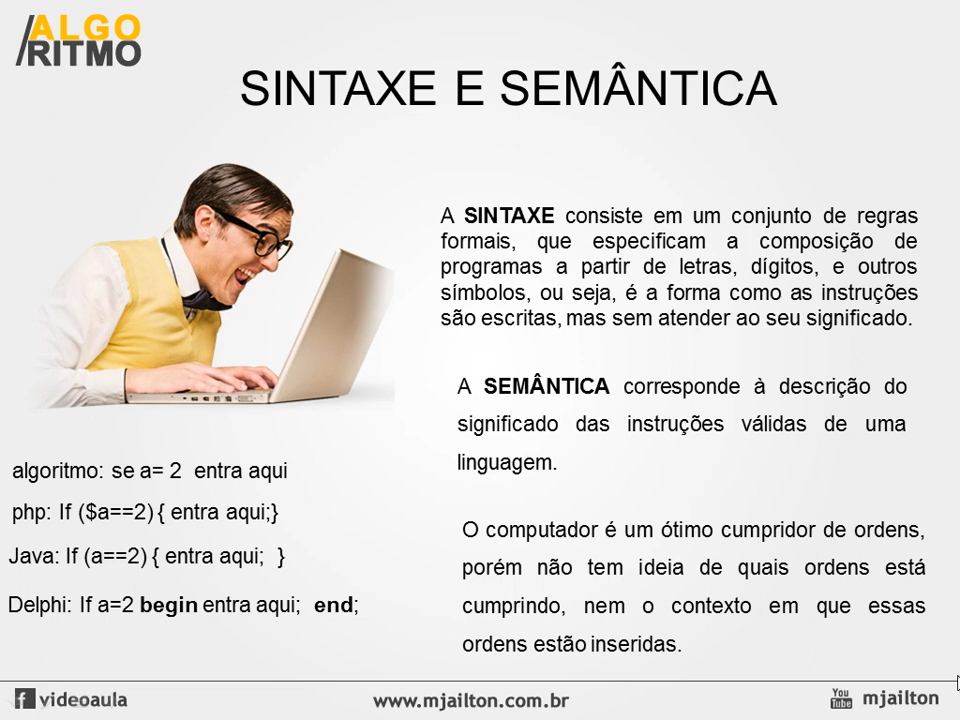 ALGO
/RITMO
SINTAXE E SEMÂNTICA
A SINTAXE consiste em um conjunto de regras
formais, que especificam a composição de
programas a partir de letras, dígitos, e outros
símbolos, ou seja, é a forma como as instruções
são escritas, mas sem atender ao seu significado.
A SEMÂNTICA corresponde à descrição do
significado das instruções válidas de uma
linguagem.
algoritmo: se a= 2 entra aqui
php: If ($a==2) { entra aqui;}
Java: If (a==2) { entra aqui; }
Delphi: If a=2 begin entra aqui; end;
O computador é um ótimo cumpridor de ordens,
porém não tem ideia de quais ordens está
cumprindo, nem o contexto em que essas
ordens estão inseridas.
f videoaula
www.mjailton.com.br
You Tube mjailton